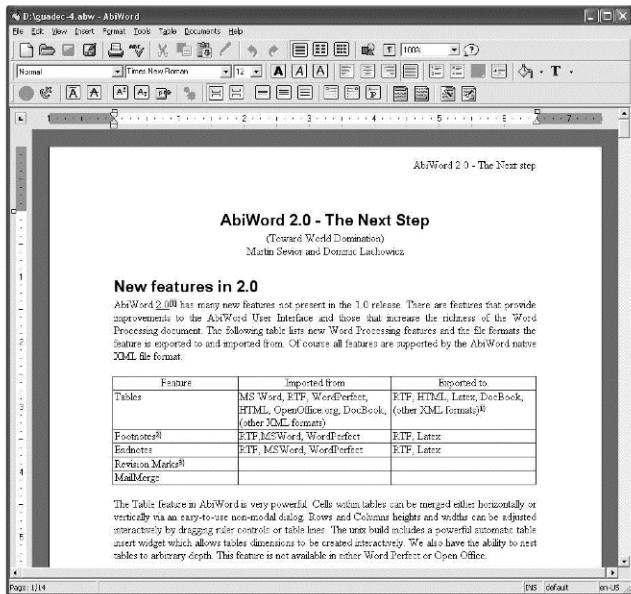 D:\guadec-4.abw - AbiWord
File Edit View Insert Format Tools Table Documents Help
100%
Normal Times New Roman 12 A A A
AbiWord 2.0 - The Next step
AbiWord 2.0 - The Next Step
(Toward World Domination)
Martin Sevior and Dominic Lachowicz
New features in 2.0
AbiWord 2.0 has many new features not present in the 1.0 release. There are features that provide
improvements to the AbiWord User Interface and those that increase the richness of the Word
Processing document. The following table lists new Word Processing features and the file formats the
feature is exported to and imported from. Of course all features are supported by the AbiWord native
XML file format.
Feature Imported from Exported to
Tables MS Word, RTF, WordPerfect, RTF, HTML, Latex, DocBook,
HTML, OpenOffice.org, DocBook, (other XML formats)
(other XML formats)
Footnotes RTF,MSWord, WordPerfect RTF, Latex
Endnotes RTF, MSWord, WordPerfect RTF, Latex
Revision Marks
MailMerge
The Table feature in AbiWord is very powerful. Cells within tables can be merged either horizontally or
vertically via an easy-to-use non-modal dialog. Rows and Columns heights and widths can be adjusted
interactively by dragging ruler controls or table lines. The unix build includes a powerful automatic table
insert widget which allows tables dimensions to be created interactively. We also have the ability to nest
tables to arbitrary depth. This feature is not available in either Word Perfect or Open Office.
Page: 1/14 INS default en-US